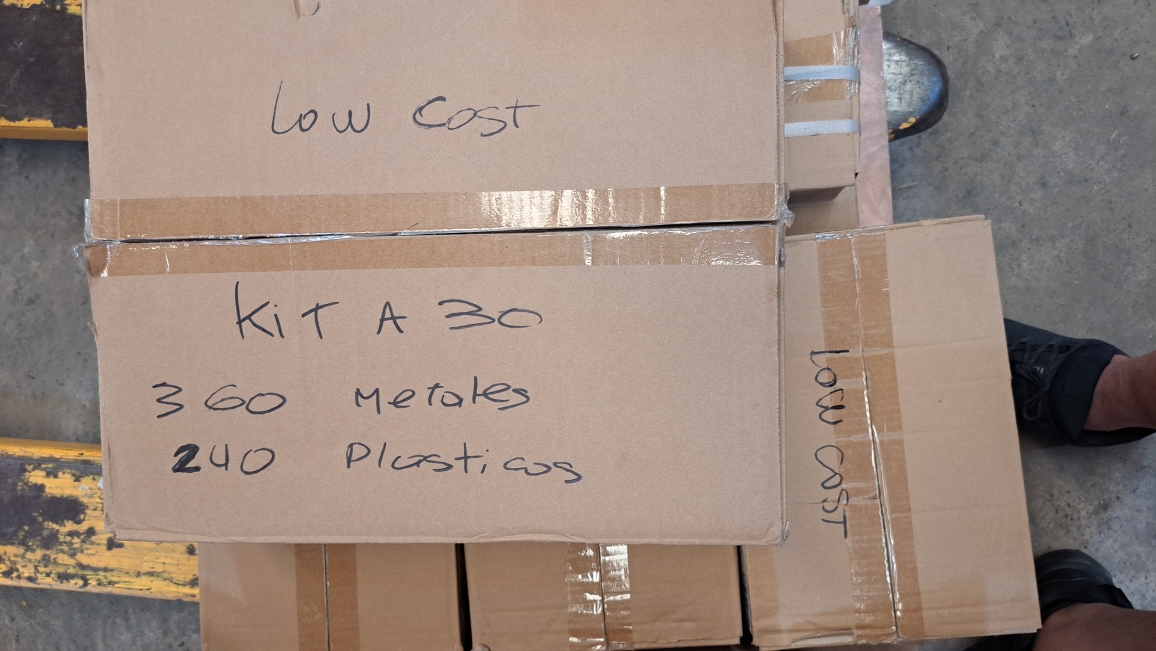 Low Cost
Kit A 30
360 Metales
240 Plasticos
Low Cost